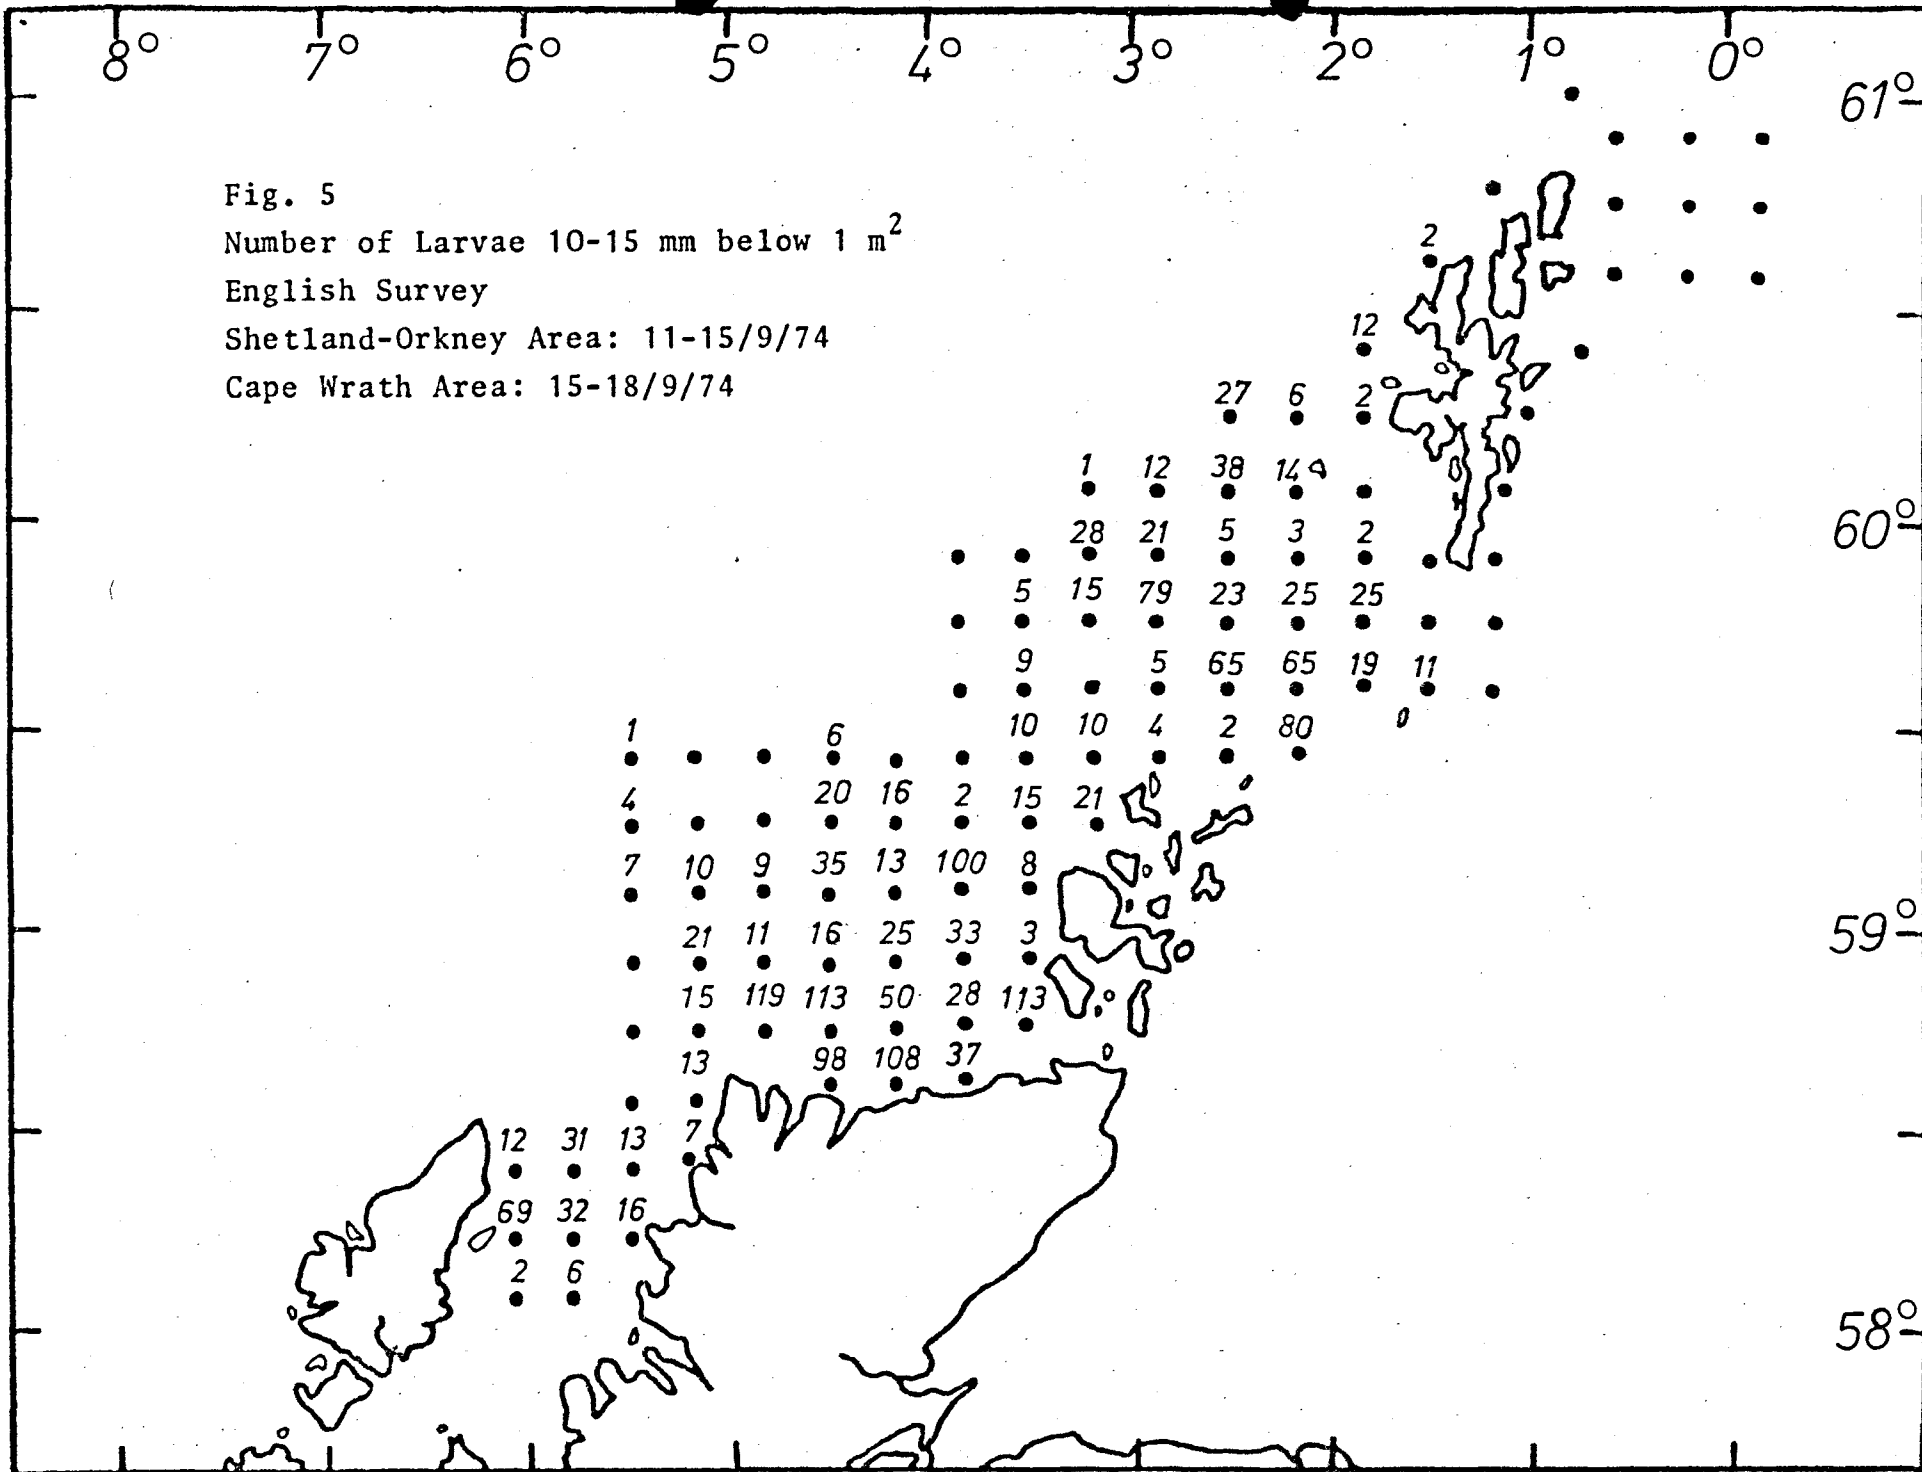 8° 7° 6° 5° 4° 3° 2° 1° 0°
61°
Fig. 5
Number of Larvae 10-15 mm below 1 m²
English Survey
Shetland-Orkney Area: 11-15/9/74
Cape Wrath Area: 15-18/9/74
2
12
27 6 2
1 12 38 14
60°
28 21 5 3 2
5 15 79 23 25 25
9 5 65 65 19 11
1 6 10 10 4 2 80
4 20 16 2 15 21
7 10 9 35 13 100 8
59°
21 11 16 25 33 3
15 119 113 50 28 113
13 98 108 37
12 31 13 7
69 32 16
2 6
58°